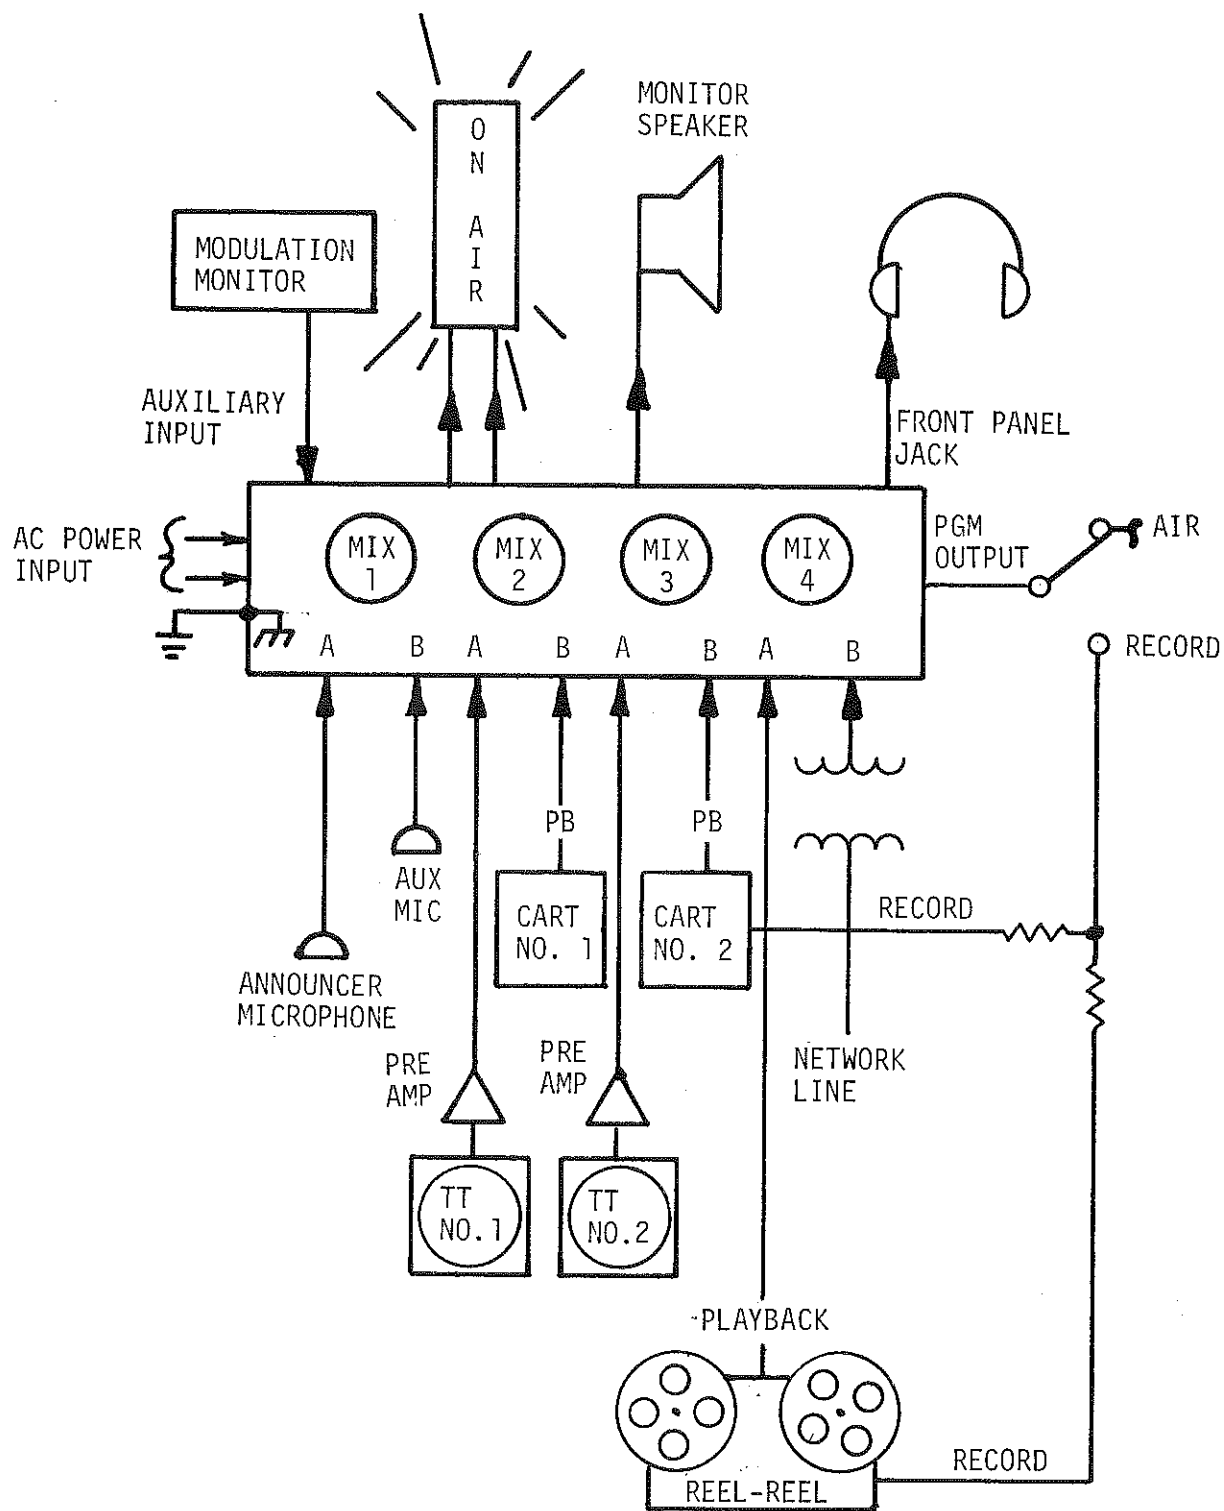 MONITOR
SPEAKER
ON AIR
MODULATION
MONITOR
AUXILIARY
INPUT
FRONT PANEL
JACK
AC POWER
INPUT
MIX
1
MIX
2
MIX
3
MIX
4
PGM
OUTPUT
AIR
A B A B A B A B
RECORD
PB
PB
AUX
MIC
CART
NO. 1
CART
NO. 2
RECORD
ANNOUNCER
MICROPHONE
PRE
AMP
PRE
AMP
NETWORK
LINE
TT
NO.1
TT
NO.2
PLAYBACK
REEL-REEL
RECORD